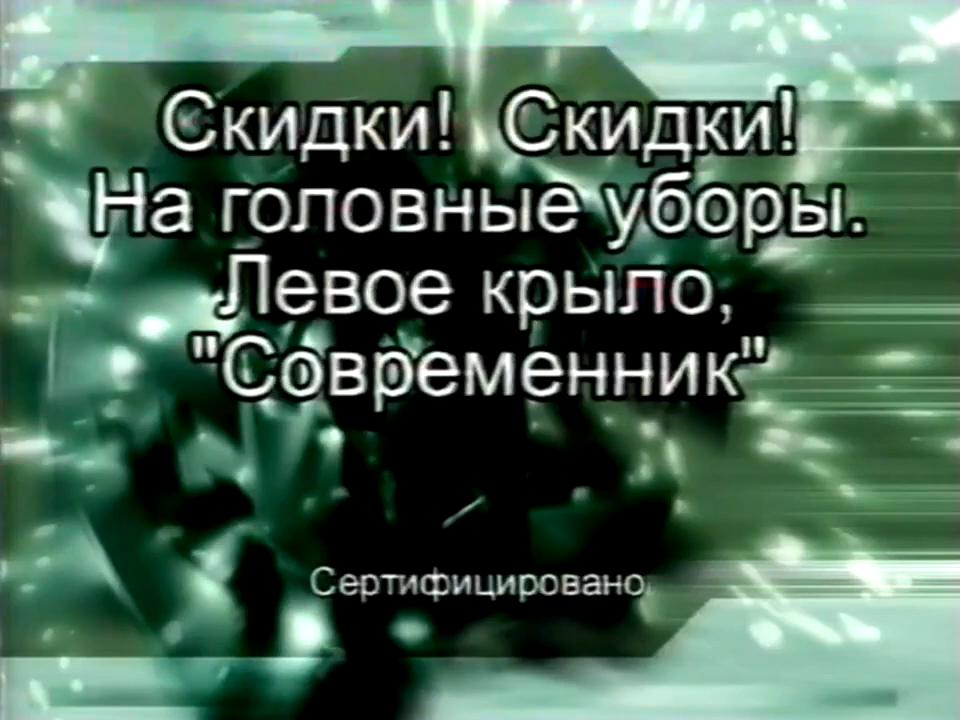 Скидки! Скидки!
На головные уборы.
Левое крыло,
"Современник"
Сертифицировано